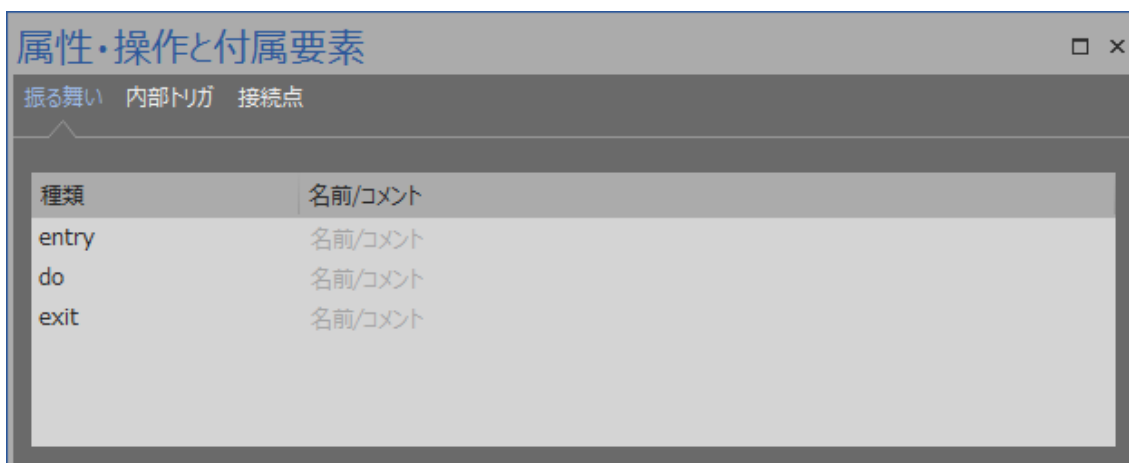 属性・操作と付属要素
振る舞い 内部トリガ 接続点
種類 名前/コメント
entry 名前/コメント
do 名前/コメント
exit 名前/コメント